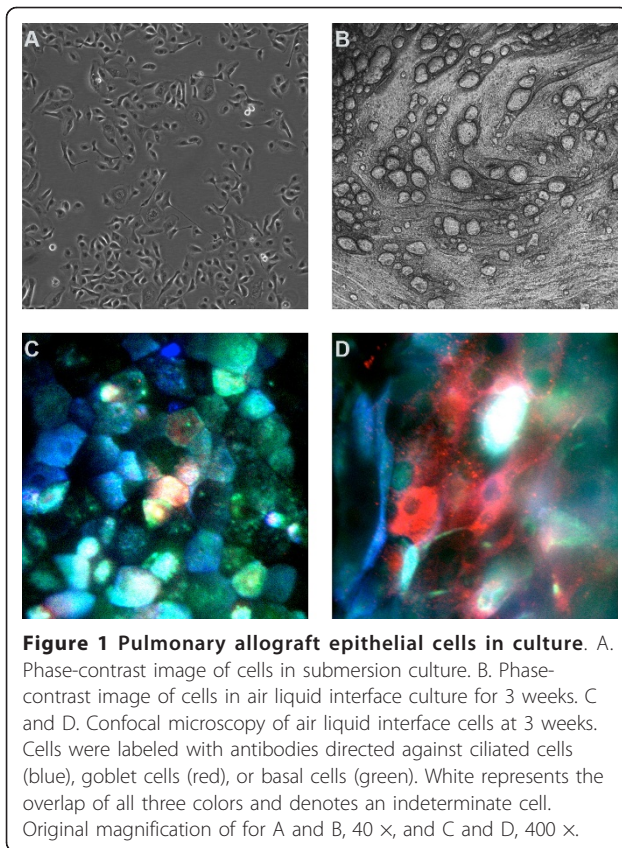 A
B
C
D
Figure 1 Pulmonary allograft epithelial cells in culture. A.
Phase-contrast image of cells in submersion culture. B. Phase-
contrast image of cells in air liquid interface culture for 3 weeks. C
and D. Confocal microscopy of air liquid interface cells at 3 weeks.
Cells were labeled with antibodies directed against ciliated cells
(blue), goblet cells (red), or basal cells (green). White represents the
overlap of all three colors and denotes an indeterminate cell.
Original magnification of for A and B, 40 ×, and C and D, 400 ×.